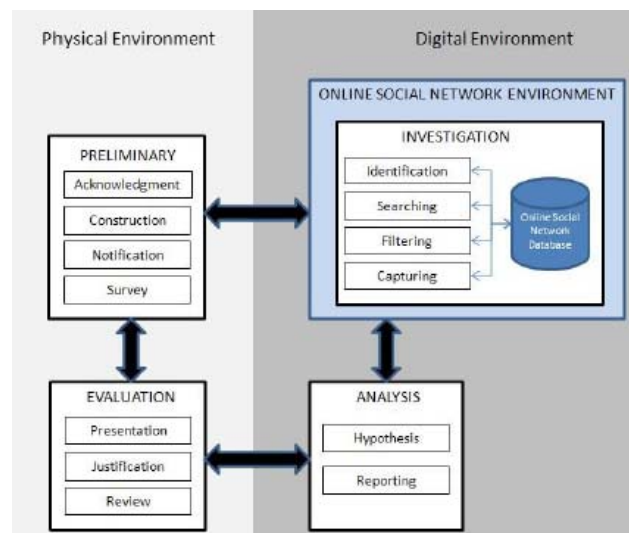 Physical Environment
Digital Environment
ONLINE SOCIAL NETWORK ENVIRONMENT
PRELIMINARY
Acknowledgment
Construction
Notification
Survey
INVESTIGATION
Identification
Searching
Filtering
Capturing
Online Social
Network
Database
EVALUATION
Presentation
Justification
Review
ANALYSIS
Hypothesis
Reporting